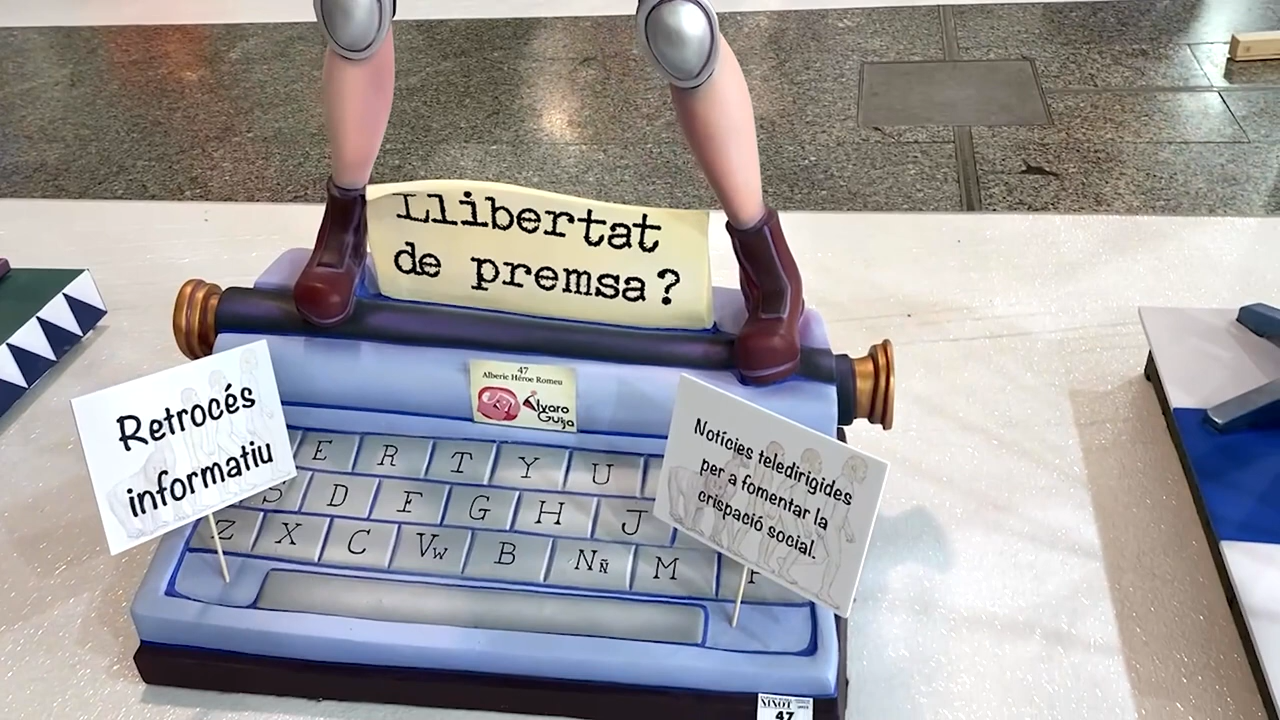 Llibertat
de premsa?
47
Alberic Héroe Romeu
Álvaro
Guija
Retrocés
informatiu
Notícies teledirigides
per a fomentar la
crispació social.
E R T Y U
S D F G H J
Z X C Vw B Nñ M
NINOT
47